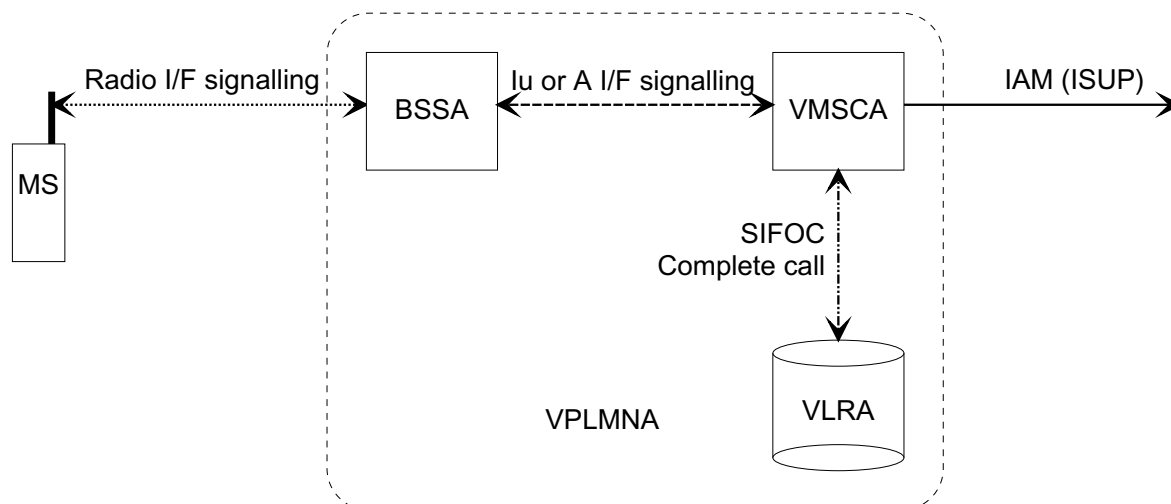 Radio I/F signalling
Iu or A I/F signalling
IAM (ISUP)
MS
BSSA
VMSCA
SIFOC
Complete call
VPLMNA
VLRA